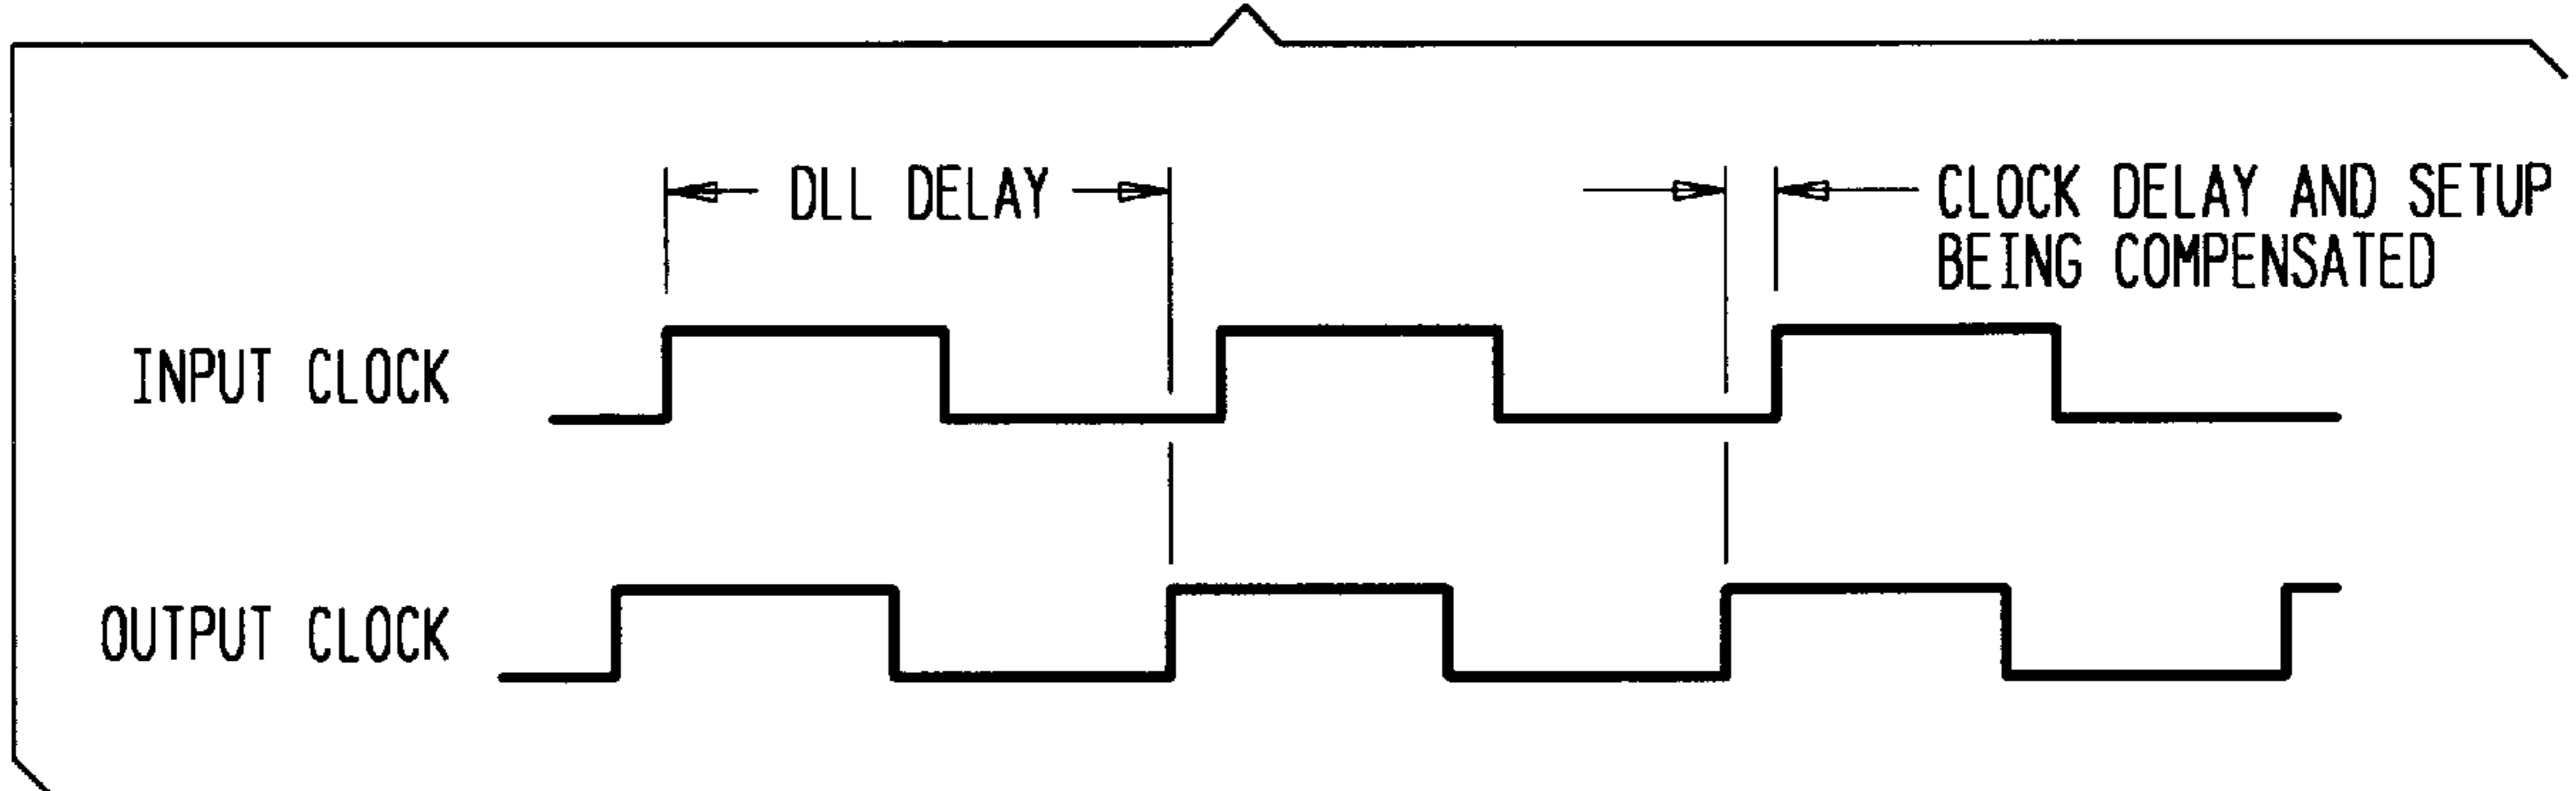 DLL DELAY
CLOCK DELAY AND SETUP
BEING COMPENSATED
INPUT CLOCK
OUTPUT CLOCK